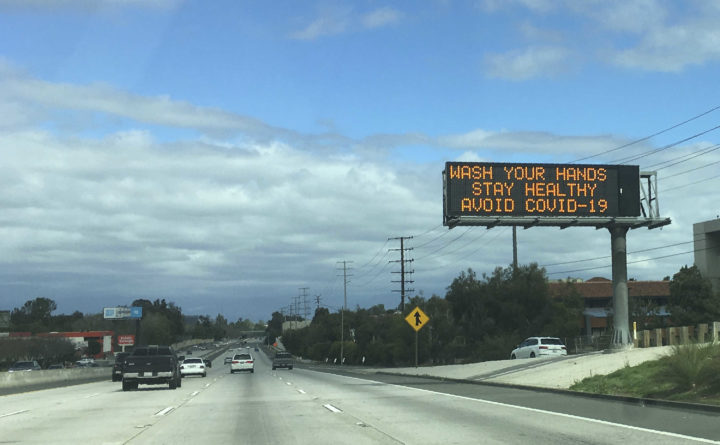 WASH YOUR HANDS
STAY HEALTHY
AVOID COVID-19